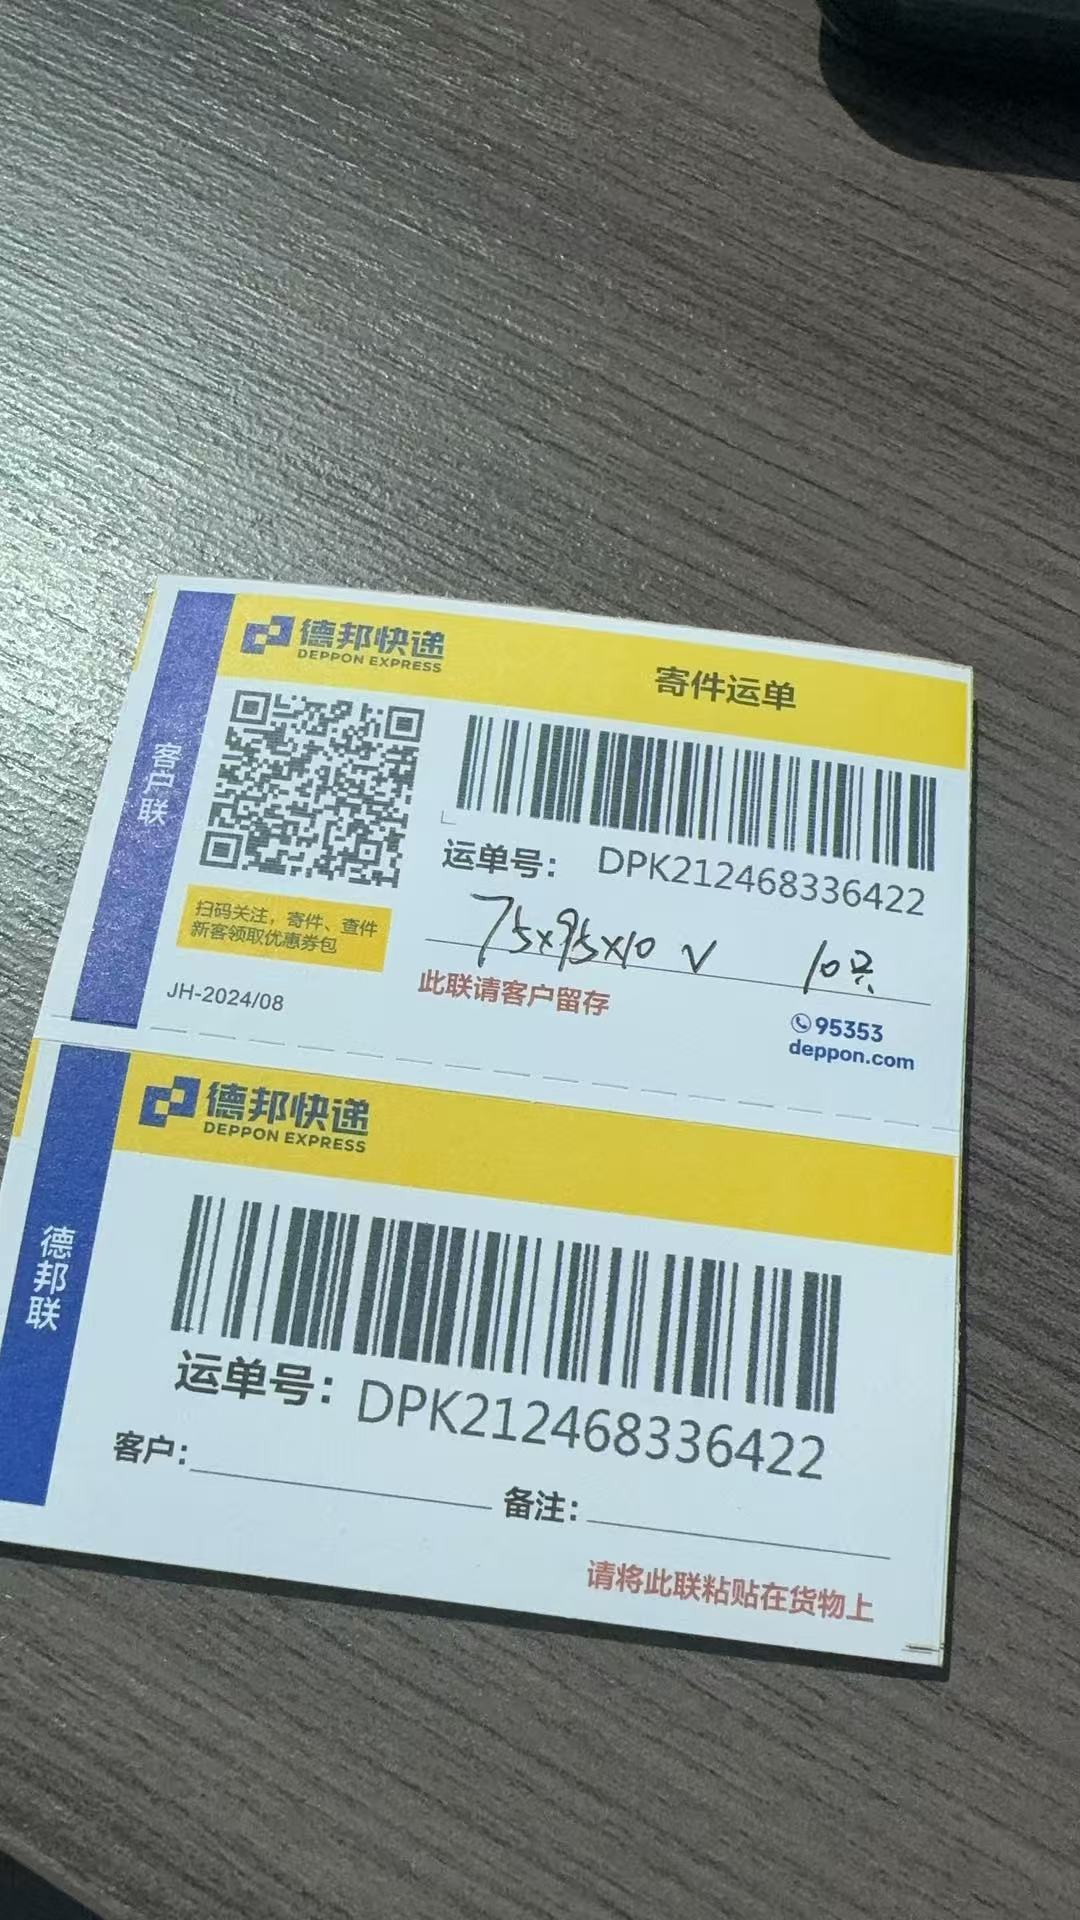 德邦快递
DEPPON EXPRESS
寄件运单
客户联
运单号: DPK212468336422
75x95x10 V 10只
扫码关注，寄件、查件
新客领取优惠券包
此联请客户留存
JH-2024/08
95353
deppon.com
德邦快递
DEPPON EXPRESS
德邦联
运单号: DPK212468336422
客户:
备注:
请将此联粘贴在货物上